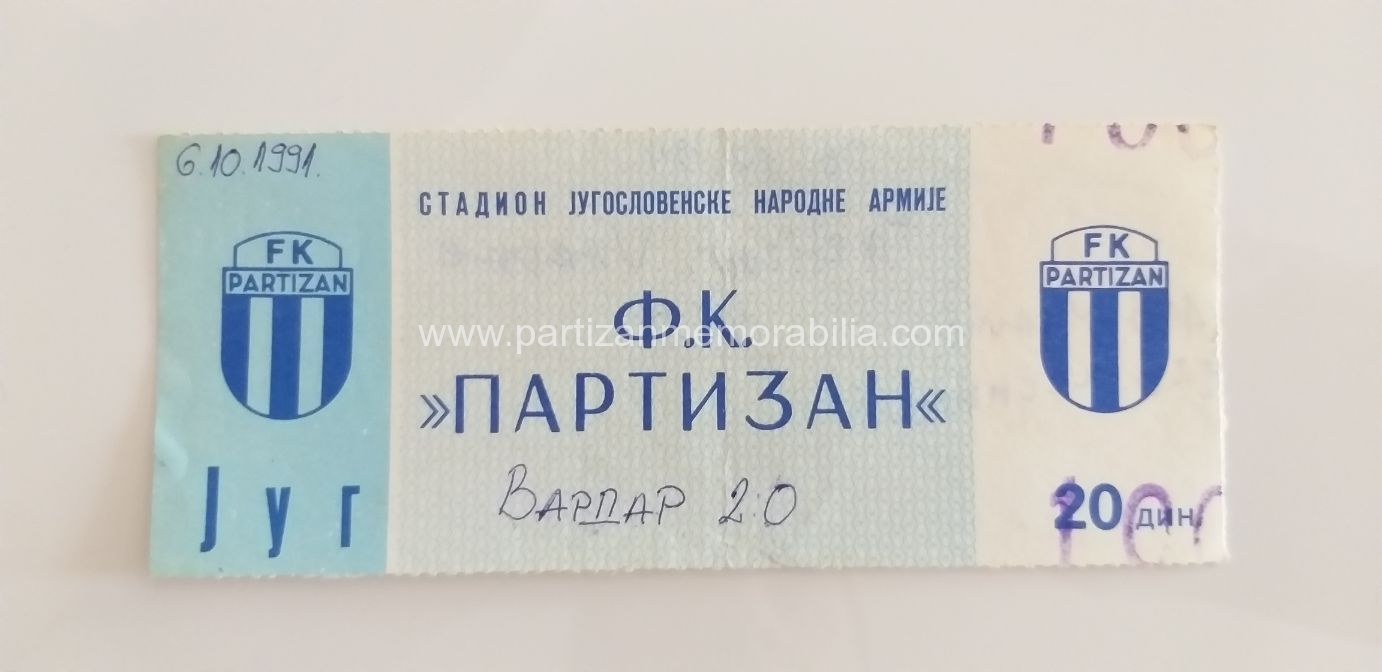 6.10.1991.
FK
PARTIZAN
Југ
СТАДИОН ЈУГОСЛОВЕНСКЕ НАРОДНЕ АРМИЈЕ
Ф.К.
»ПАРТИЗАН«
www.partizanmemorabilia.com
ВАРДАР 2:0
FK
PARTIZAN
20 ДИН.